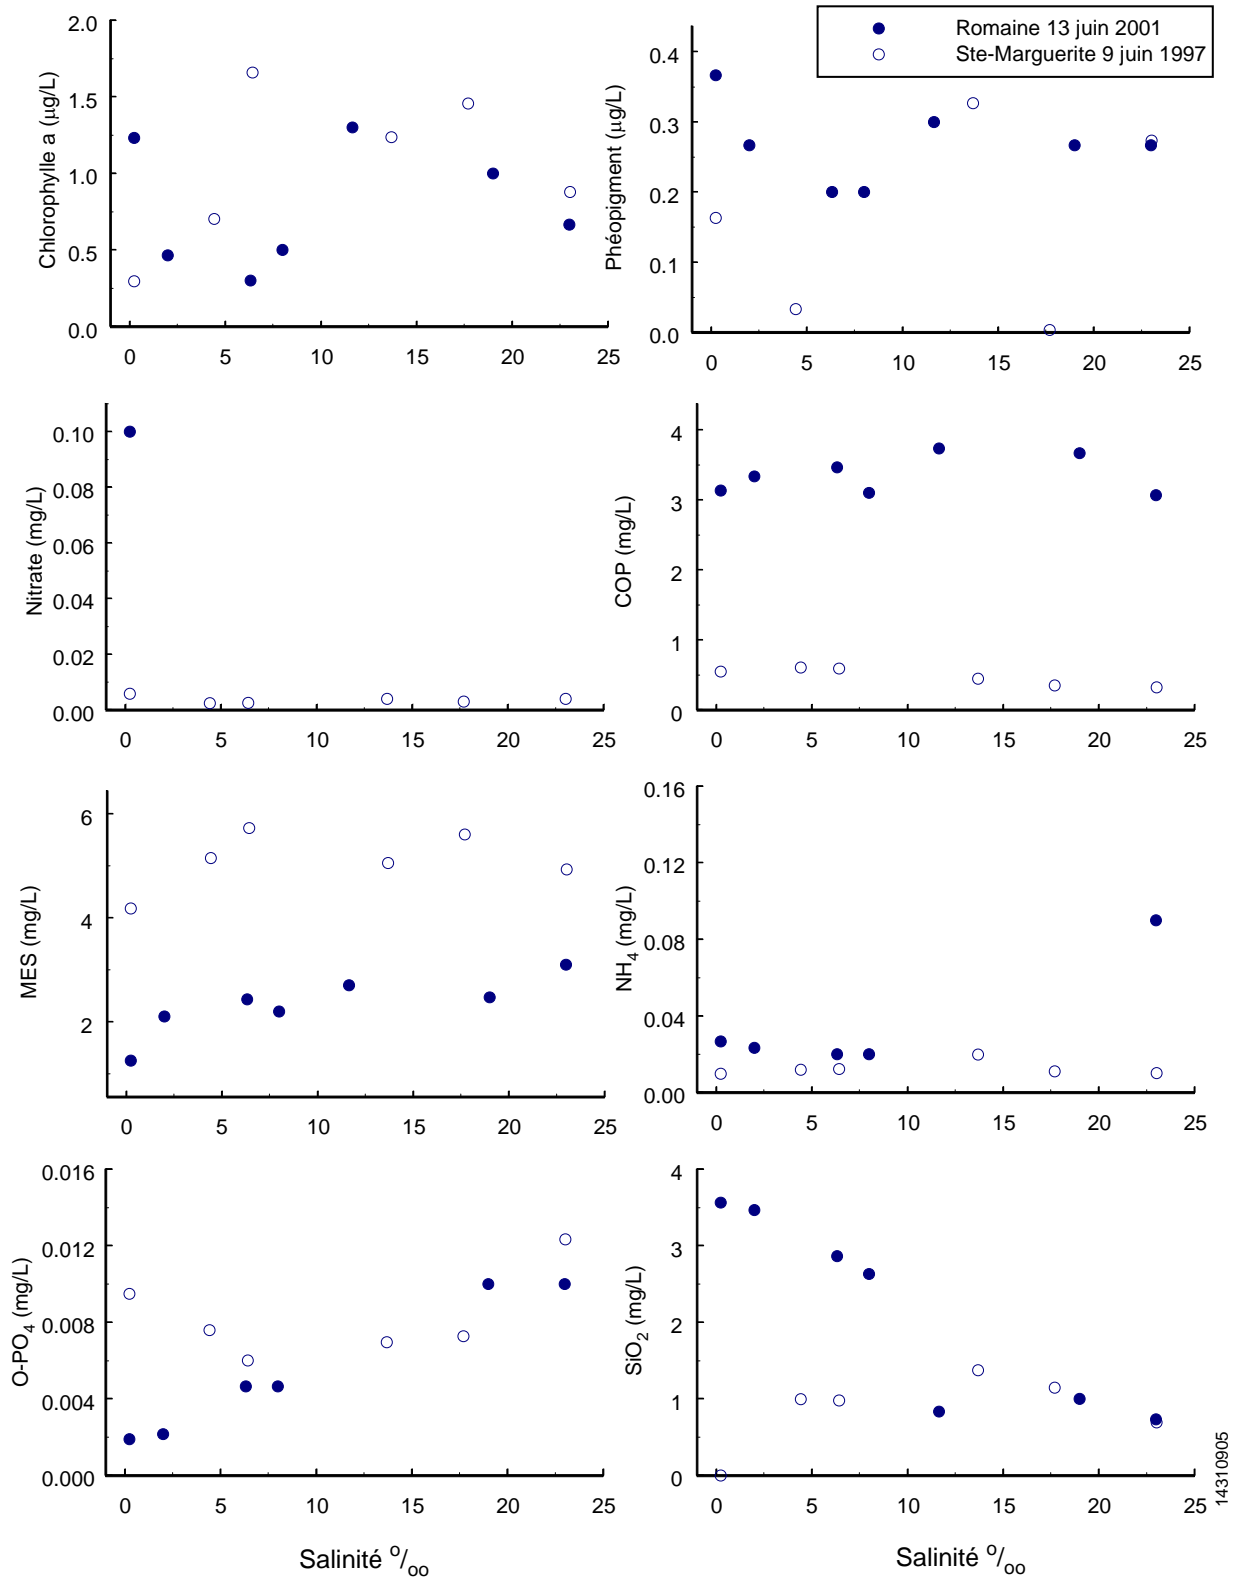 Romaine 13 juin 2001
Ste-Marguerite 9 juin 1997
Chlorophylle a (µg/L)
2.0
1.5
1.0
0.5
0.0
0 5 10 15 20 25
Phéopigment (µg/L)
0.4
0.3
0.2
0.1
0.0
0 5 10 15 20 25
Nitrate (mg/L)
0.10
0.08
0.06
0.04
0.02
0.00
0 5 10 15 20 25
COP (mg/L)
4
3
2
1
0
0 5 10 15 20 25
MES (mg/L)
6
4
2
0 5 10 15 20 25
NH4 (mg/L)
0.16
0.12
0.08
0.04
0.00
0 5 10 15 20 25
O-PO4 (mg/L)
0.016
0.012
0.008
0.004
0.000
0 5 10 15 20 25
Salinité o/oo
SiO2 (mg/L)
4
3
2
1
0
0 5 10 15 20 25
Salinité o/oo
14310905